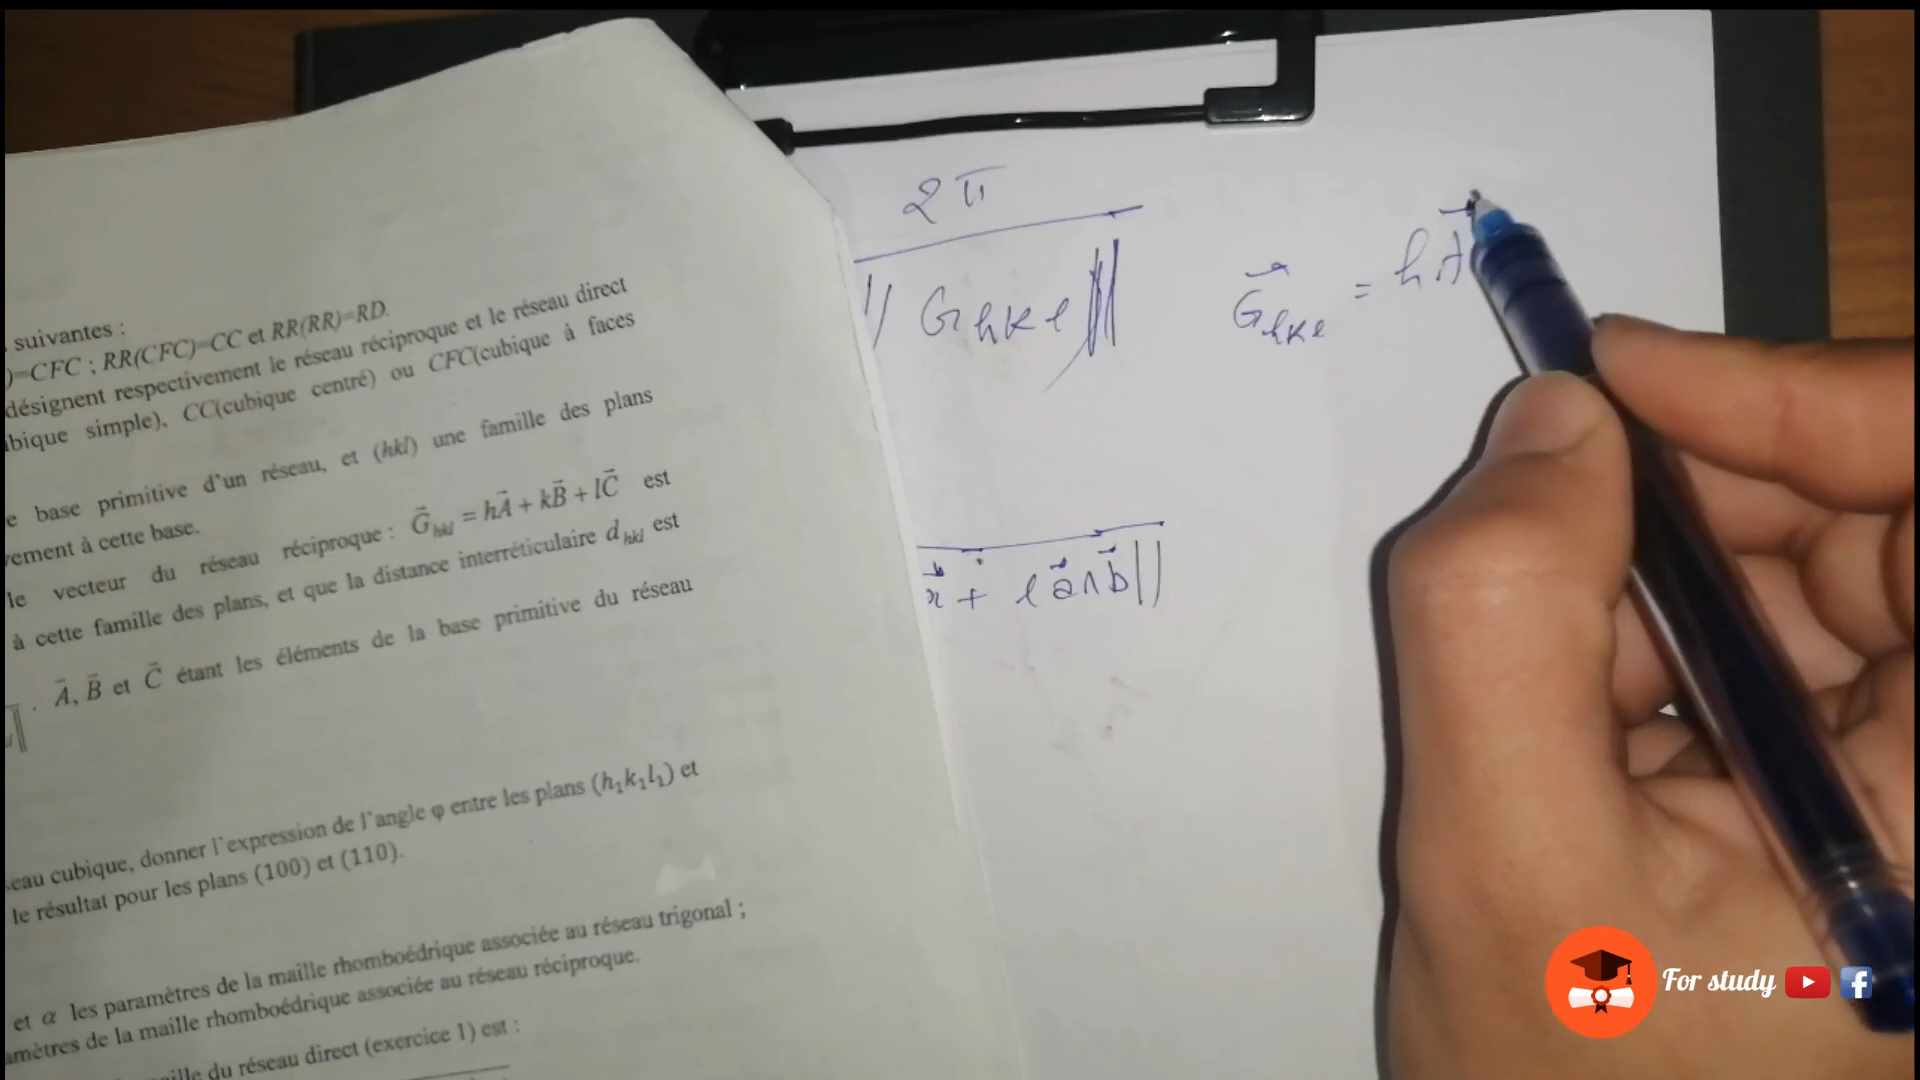 suivantes :
)=CFC ; RR(CFC)=CC et RR(RR)=RD.
désignent respectivement le réseau réciproque et le réseau direct
bique simple), CC(cubique centré) ou CFC(cubique à faces
e base primitive d'un réseau, et (hkl) une famille des plans
vement à cette base.
le vecteur du réseau réciproque : G⃗hkl = hA⃗ + kB⃗ + lC⃗ est
à cette famille des plans, et que la distance interréticulaire dhkl est
. A⃗, B⃗ et C⃗ étant les éléments de la base primitive du réseau
eau cubique, donner l'expression de l'angle φ entre les plans (h₁k₁l₁) et
le résultat pour les plans (100) et (110).
et α les paramètres de la maille rhomboédrique associée au réseau trigonal ;
amètres de la maille rhomboédrique associée au réseau réciproque.
ille du réseau direct (exercice 1) est :
2π
|| Ghkl ||
G⃗hkl = hA⃗
+ l a⃗ ∧ b⃗ ||
For study